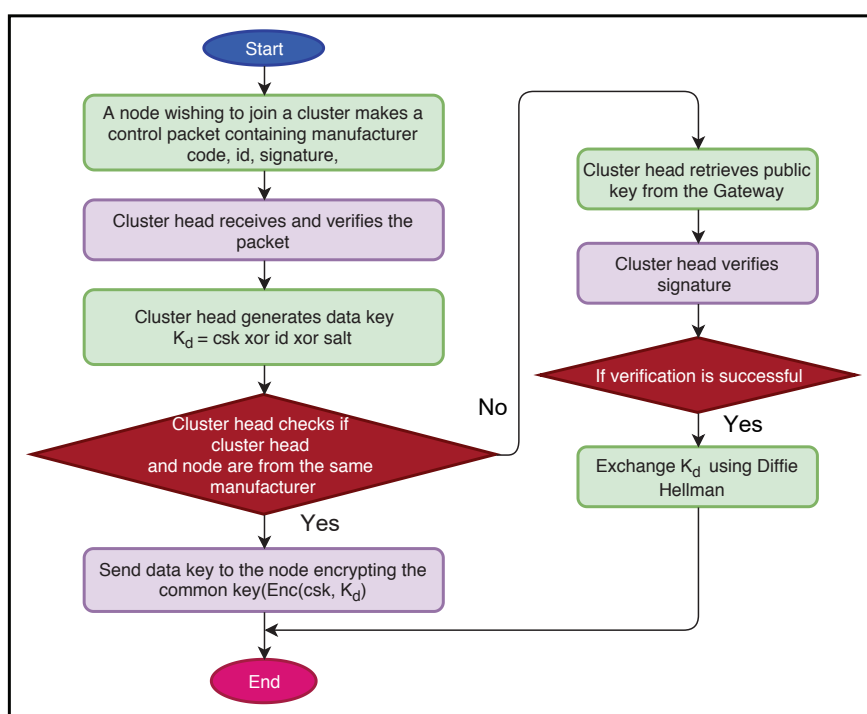 Start
A node wishing to join a cluster makes a
control packet containing manufacturer
code, id, signature,
Cluster head receives and verifies the
packet
Cluster head generates data key
K_d = csk xor id xor salt
Cluster head checks if
cluster head
and node are from the same
manufacturer
No
Yes
Send data key to the node encrypting the
common key(Enc(csk, K_d)
Cluster head retrieves public
key from the Gateway
Cluster head verifies
signature
If verification is successful
Yes
Exchange K_d using Diffie
Hellman
End